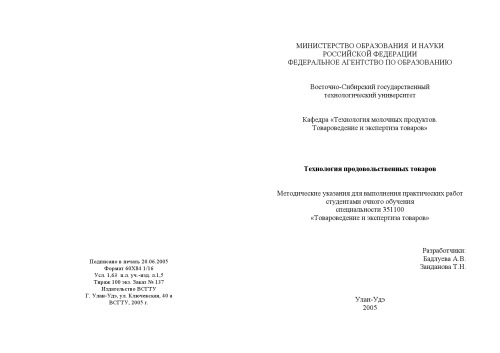 МИНИСТЕРСТВО ОБРАЗОВАНИЯ И НАУКИ
РОССИЙСКОЙ ФЕДЕРАЦИИ
ФЕДЕРАЛЬНОЕ АГЕНТСТВО ПО ОБРАЗОВАНИЮ
Восточно-Сибирский государственный
технологический университет
Кафедра «Технология молочных продуктов.
Товароведение и экспертиза товаров»
Технология продовольственных товаров
Методические указания для выполнения практических работ
студентами очного обучения
специальности 351100
«Товароведение и экспертиза товаров»
Разработчики:
Бадлуева А.В.
Занданова Т.Н.
Улан-Удэ
2005
Подписано в печать 20.06.2005
Формат 60X84 1/16
Усл. 1,63 п.л. уч.-изд. л.1,5
Тираж 100 экз. Заказ № 137
Издательство ВСГТУ
Г. Улан-Удэ, ул. Ключевская, 40 а
ВСГТУ, 2005 г.